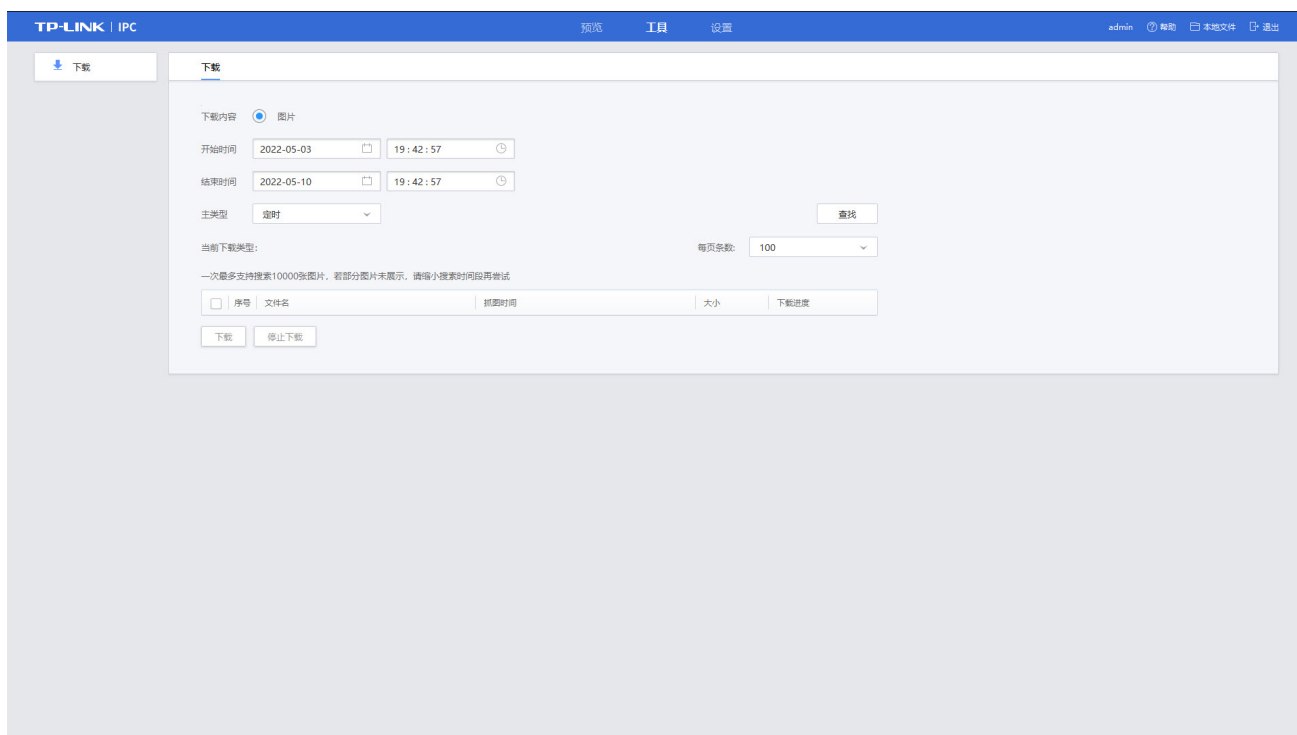 TP-LINK | IPC 预览 工具 设置 admin 帮助 本地文件 退出
下载
下载
下载内容 图片
开始时间 2022-05-03 19:42:57
结束时间 2022-05-10 19:42:57
主类型 定时 查找
当前下载类型: 每页条数: 100
一次最多支持搜素10000张图片，若部分图片未展示，请缩小搜素时间段再尝试
序号 文件名 抓图时间 大小 下载进度
下载 停止下载